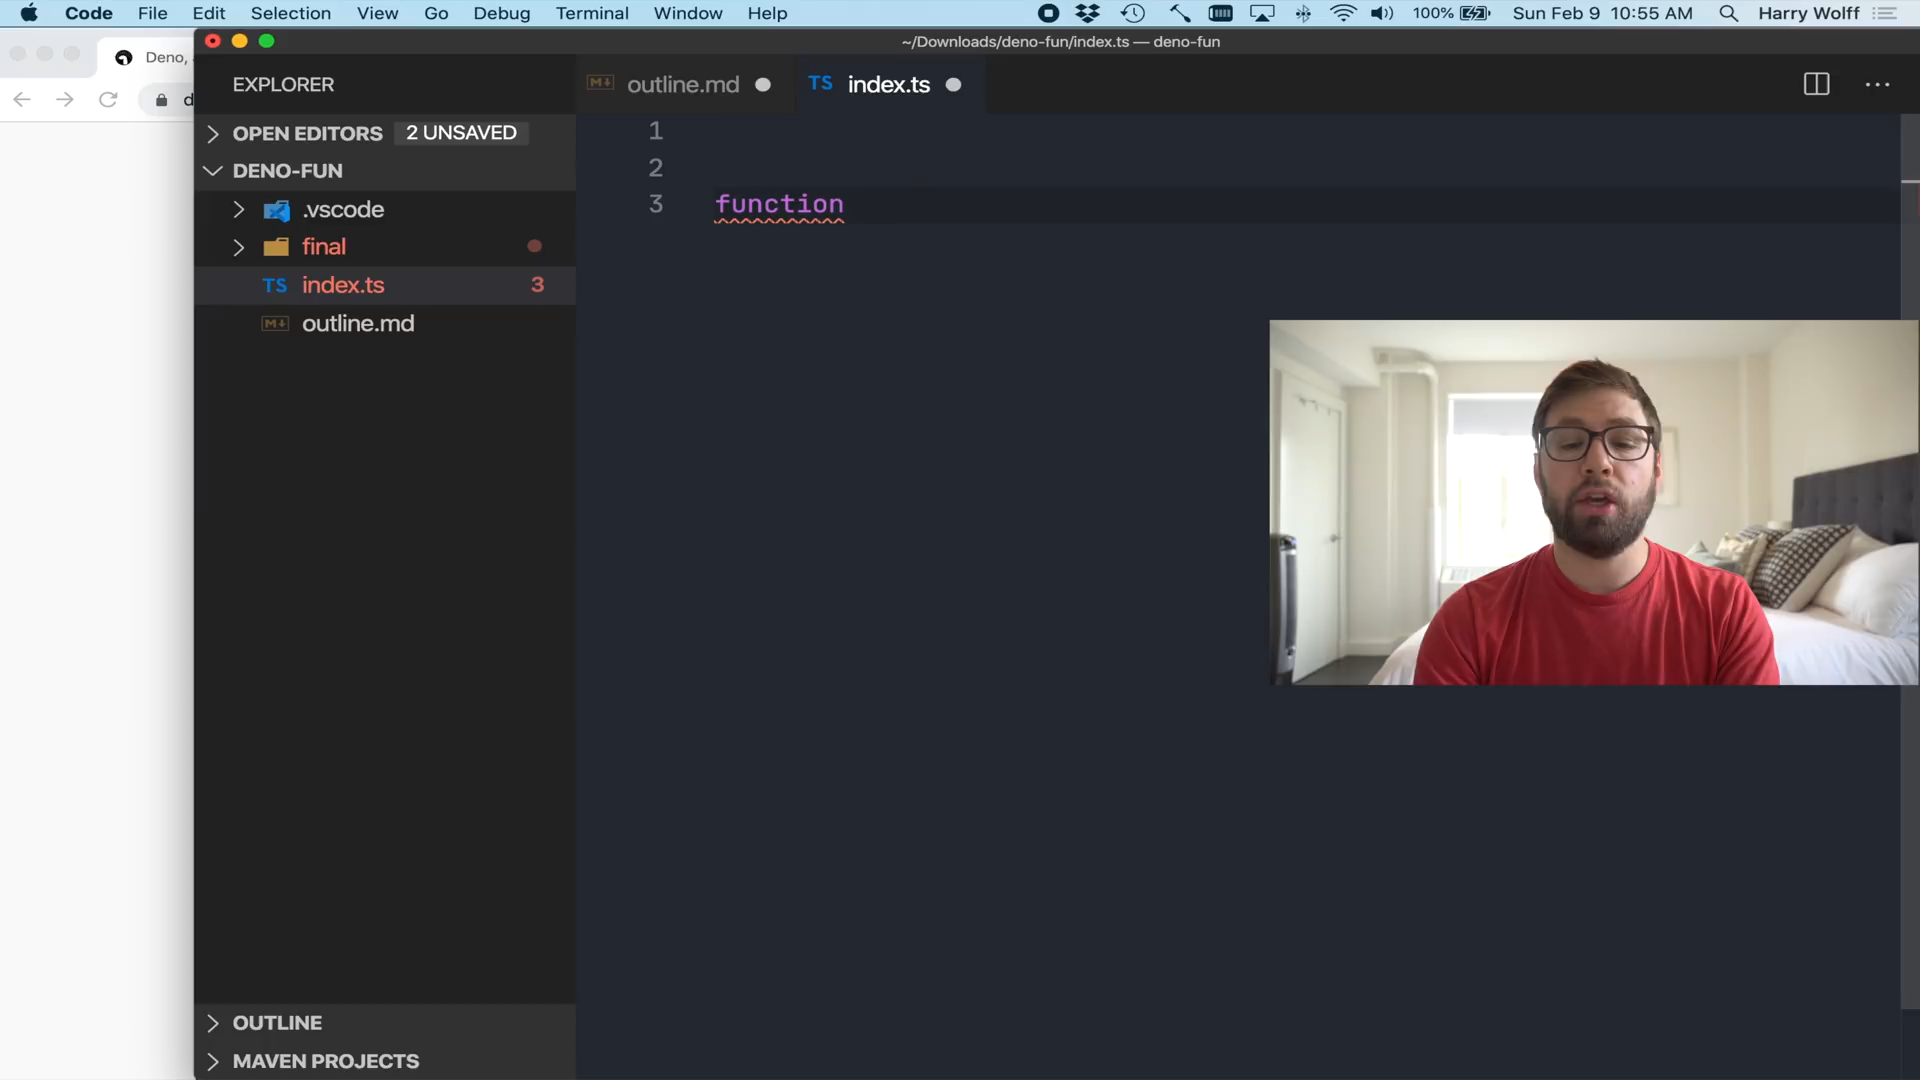 Code File Edit Selection View Go Debug Terminal Window Help 100% Sun Feb 9 10:55 AM Harry Wolff
~/Downloads/deno-fun/index.ts — deno-fun
Deno,
d
EXPLORER
OPEN EDITORS 2 UNSAVED
DENO-FUN
.vscode
final
TS index.ts 3
M↓ outline.md
OUTLINE
MAVEN PROJECTS
M↓ outline.md
TS index.ts
1
2
3 function